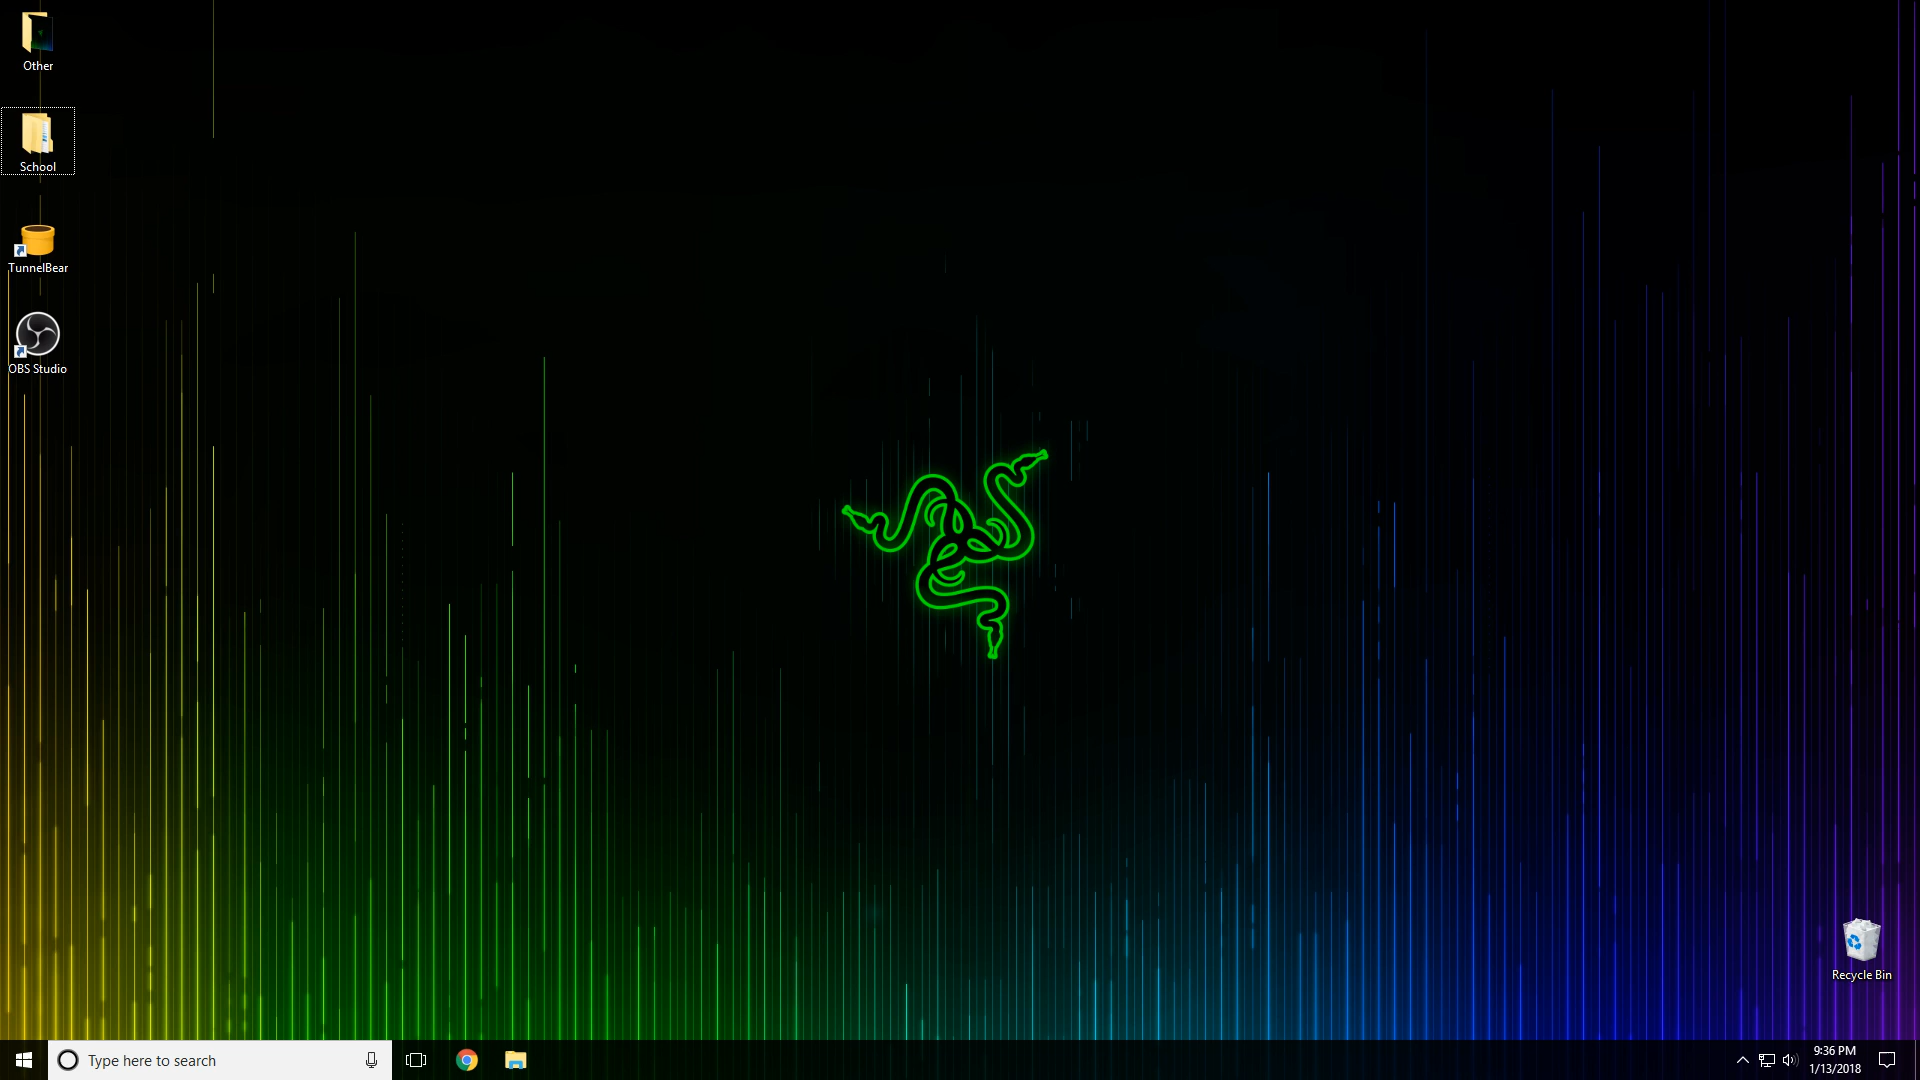 Other
School
TunnelBear
OBS Studio
Recycle Bin
Type here to search
9:36 PM
1/13/2018